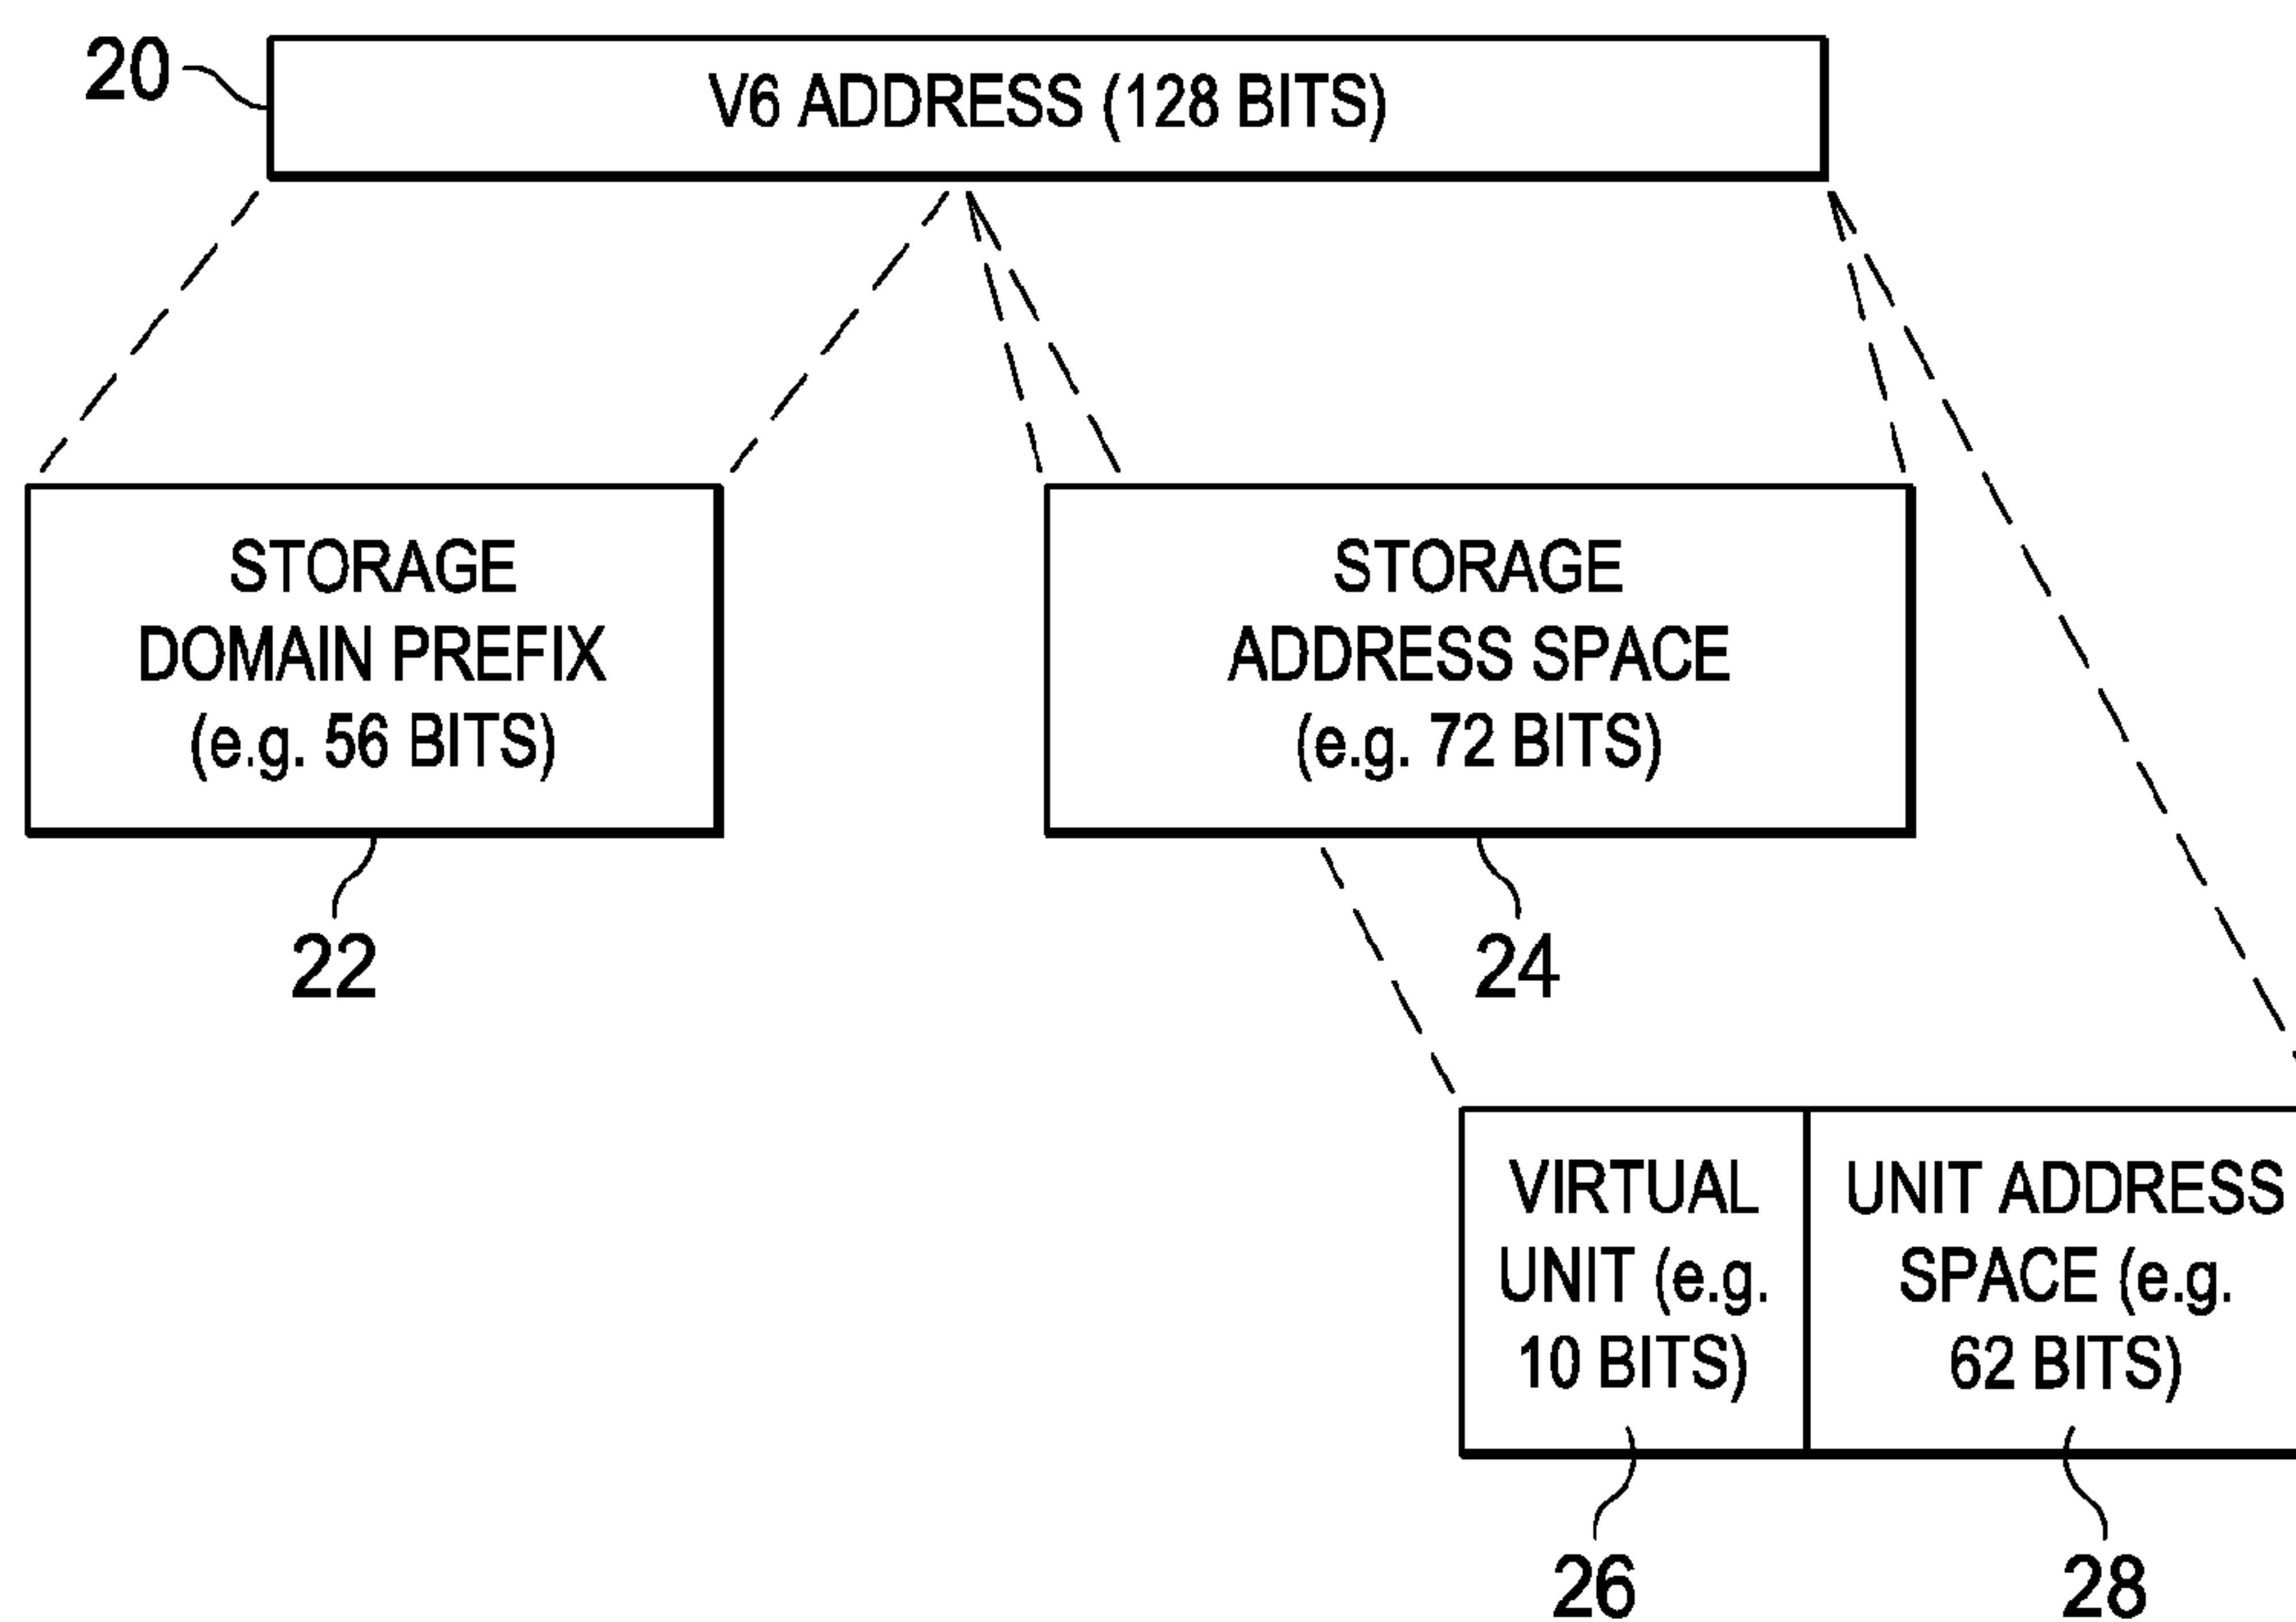 20
V6 ADDRESS (128 BITS)
STORAGE
DOMAIN PREFIX
(e.g. 56 BITS)
22
STORAGE
ADDRESS SPACE
(e.g. 72 BITS)
24
VIRTUAL
UNIT (e.g.
10 BITS)
26
UNIT ADDRESS
SPACE (e.g.
62 BITS)
28